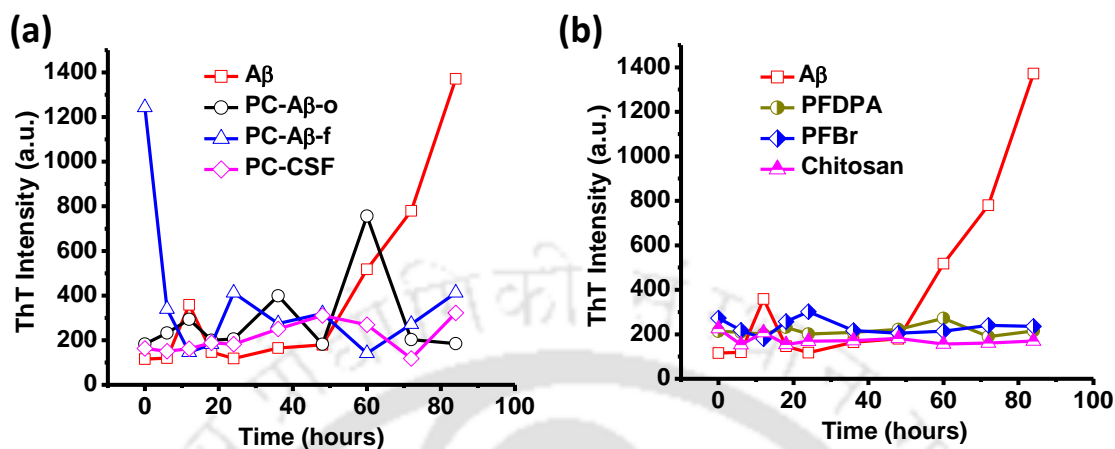 (a)
1400
1200
1000
800
600
400
200
0
ThT Intensity (a.u.)
Aβ
PC-Aβ-o
PC-Aβ-f
PC-CSF
0 20 40 60 80 100
Time (hours)
(b)
1400
1200
1000
800
600
400
200
0
ThT Intensity (a.u.)
Aβ
PFDPA
PFBr
Chitosan
0 20 40 60 80 100
Time (hours)